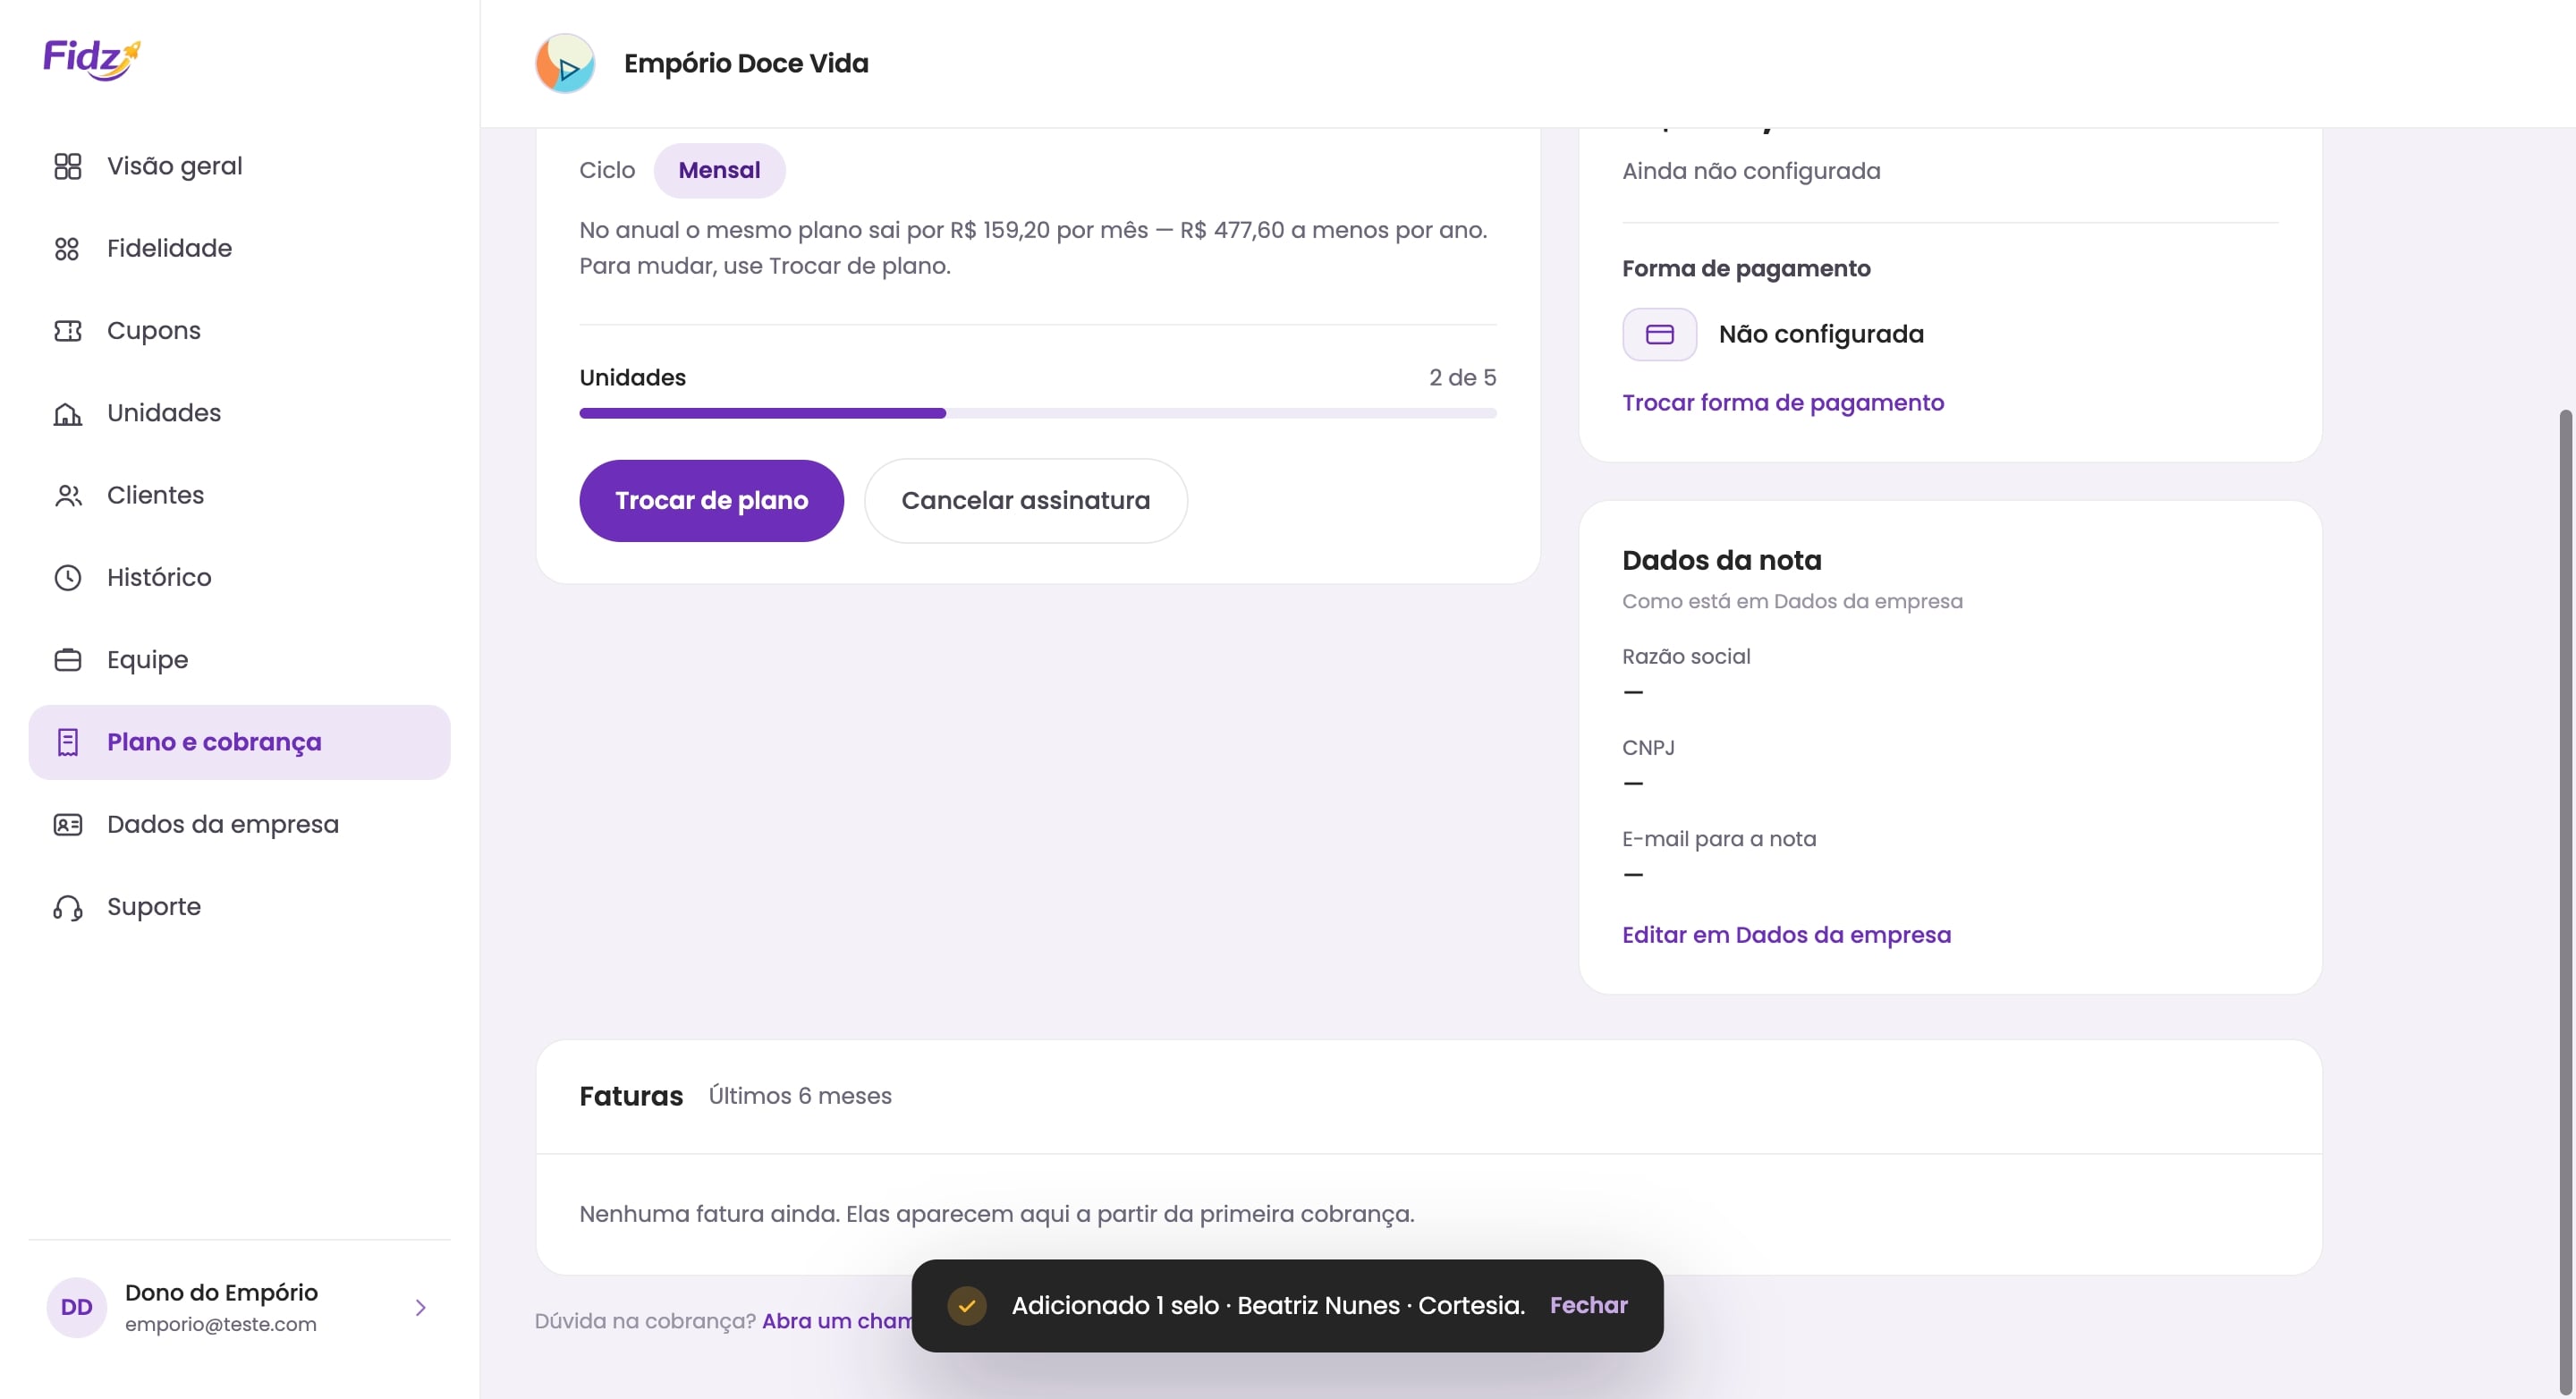 Fidz
Visão geral
Fidelidade
Cupons
Unidades
Clientes
Histórico
Equipe
Plano e cobrança
Dados da empresa
Suporte
DD
Dono do Empório
emporio@teste.com
Empório Doce Vida
Ciclo Mensal
No anual o mesmo plano sai por R$ 159,20 por mês — R$ 477,60 a menos por ano.
Para mudar, use Trocar de plano.
Unidades 2 de 5
Trocar de plano Cancelar assinatura
Ainda não configurada
Forma de pagamento
Não configurada
Trocar forma de pagamento
Dados da nota
Como está em Dados da empresa
Razão social
—
CNPJ
—
E-mail para a nota
—
Editar em Dados da empresa
Faturas Últimos 6 meses
Nenhuma fatura ainda. Elas aparecem aqui a partir da primeira cobrança.
Dúvida na cobrança? Abra um
Adicionado 1 selo · Beatriz Nunes · Cortesia. Fechar